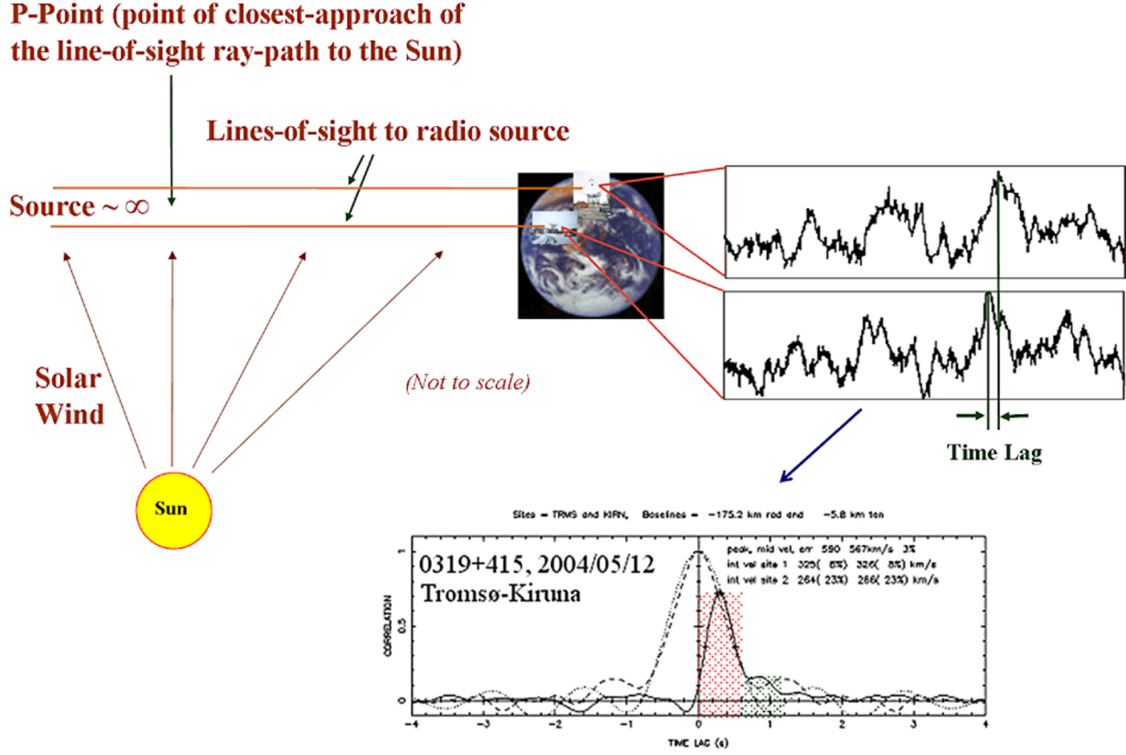 P-Point (point of closest-approach of
the line-of-sight ray-path to the Sun)
Lines-of-sight to radio source
Source ~ ∞
Solar
Wind
(Not to scale)
Sun
Time Lag
Sites = TRMS and KIRN, Baselines = -175.2 km rad and -5.8 km tan
0319+415, 2004/05/12
Tromsø-Kiruna
peak, mid vel, err 590 567km/s 3%
int vel site 1 325( 8%) 326( 8%) km/s
int vel site 2 264( 23%) 266( 23%) km/s
CORRELATION
1
0.5
0
-4 -3 -2 -1 0 1 2 3 4
TIME LAG (s)